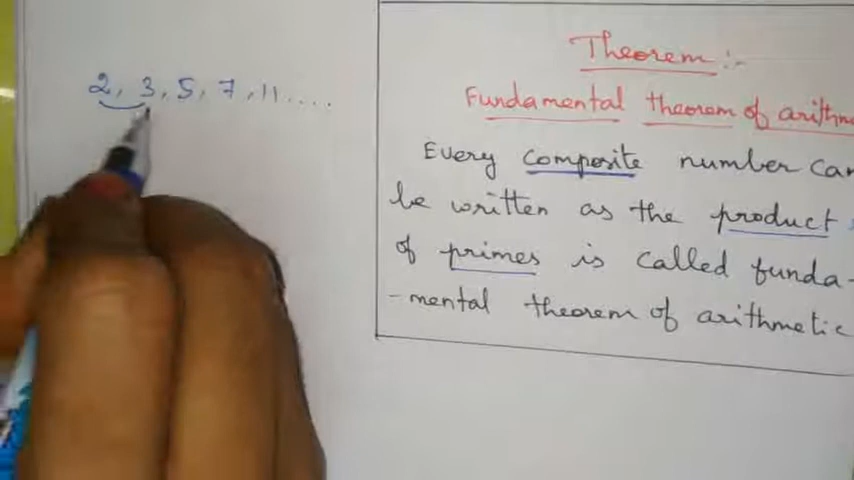 2, 3, 5, 7, 11....
Theorem :-
Fundamental theorem of
Every composite number can
be written as the product
of primes is called funda-
-mental theorem of arithmetic